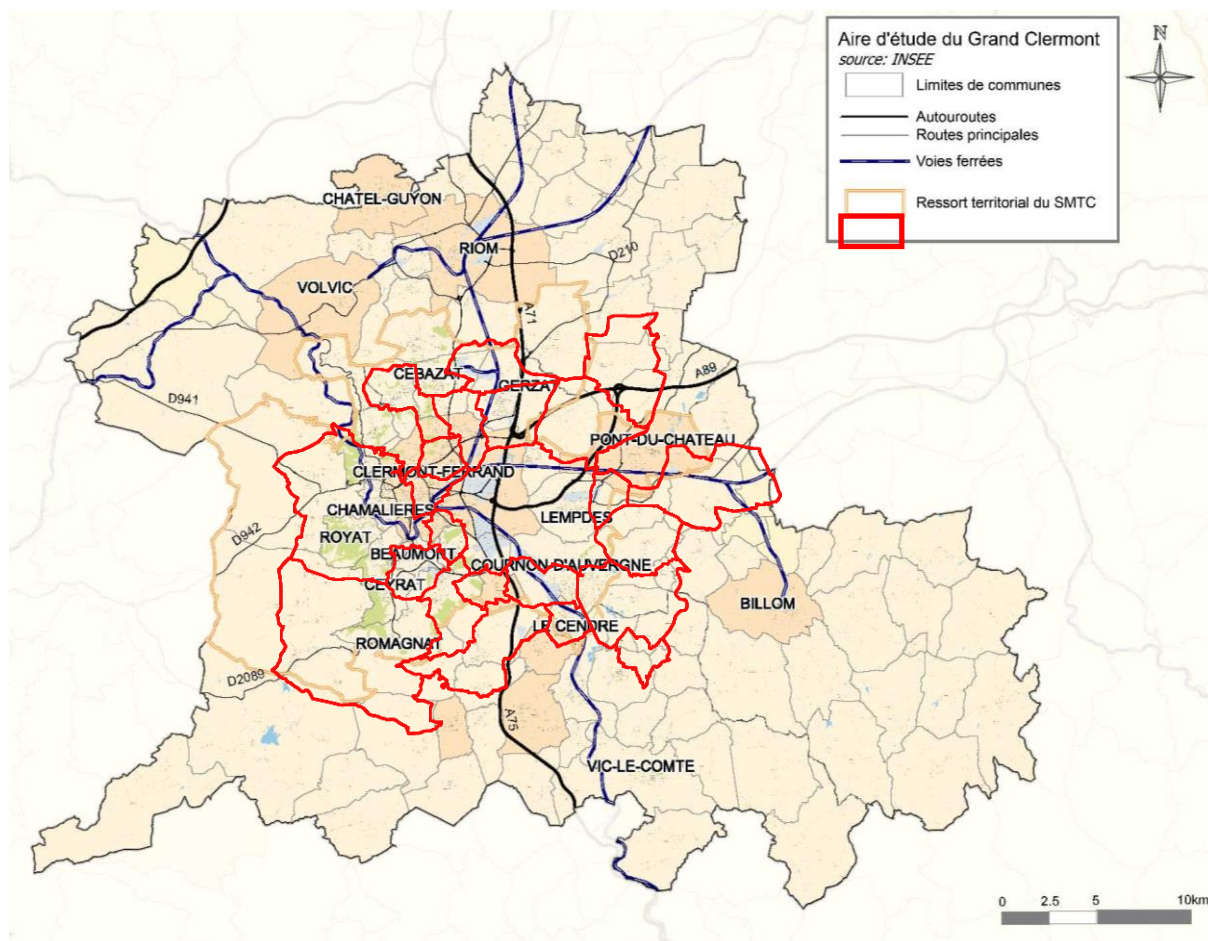 Aire d'étude du Grand Clermont
source: INSEE
Limites de communes
Autouroutes
Routes principales
Voies ferrées
Ressort territorial du SMTC
N
CHATEL-GUYON
RIOM
D210
VOLVIC
A71
CEBAZAT
GERZAT
A89
D941
PONT-DU-CHATEAU
CLERMONT-FERRAND
CHAMALIERES
LEMPDES
D942
ROYAT
BEAUMONT
COURNON D'AUVERGNE
CEYRAT
BILLOM
LE CENDRE
ROMAGNAT
D2089
A75
VIC-LE-COMTE
0 2.5 5 10km